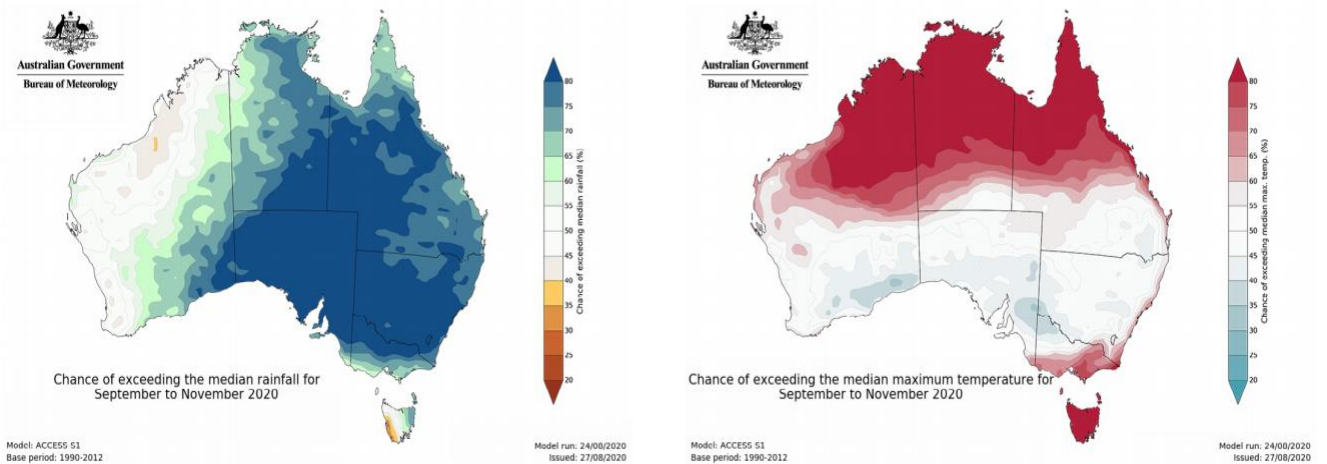 Australian Government
Bureau of Meteorology
80
75
70
65
60
55
50
45
40
35
30
25
20
Chance of exceeding median rainfall (%)
Chance of exceeding the median rainfall for
September to November 2020
Model: ACCESS S1
Base period: 1990-2012
Model run: 24/08/2020
Issued: 27/08/2020
Australian Government
Bureau of Meteorology
80
75
70
65
60
55
50
45
40
35
30
25
20
Chance of exceeding median max. temp. (%)
Chance of exceeding the median maximum temperature for
September to November 2020
Model: ACCESS S1
Base period: 1990-2012
Model run: 24/08/2020
Issued: 27/08/2020